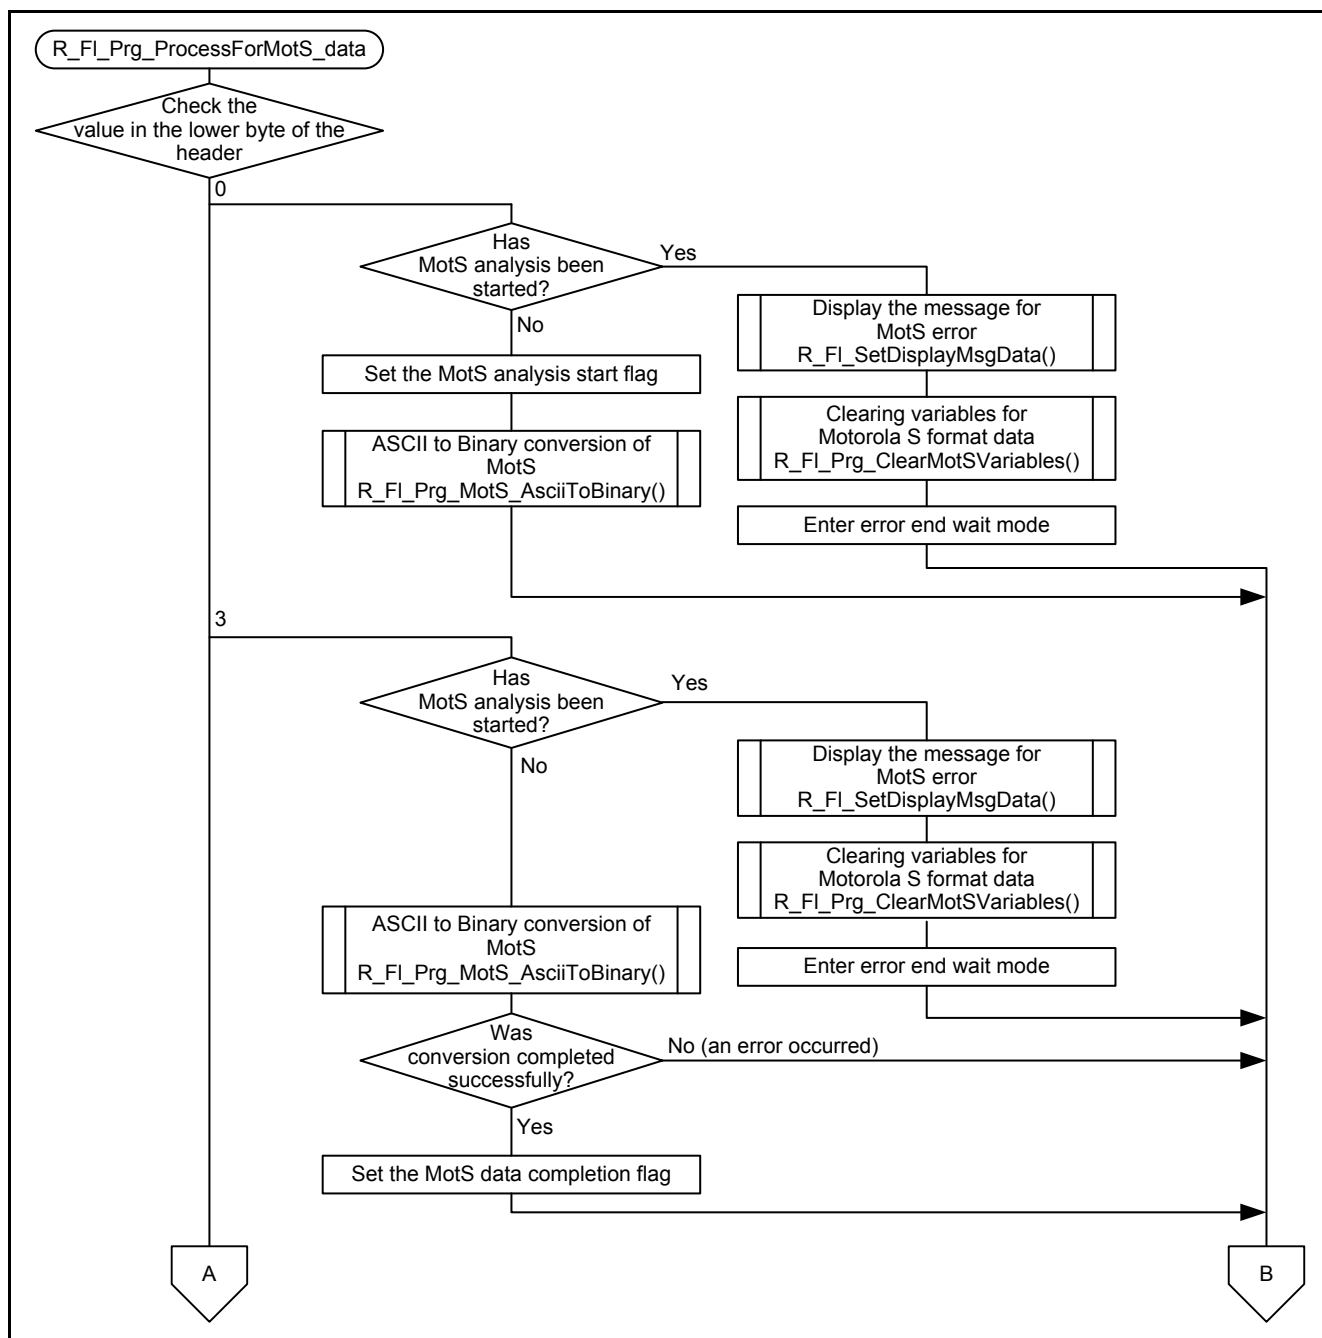 R_Fl_Prg_ProcessForMotS_data
Check the
value in the lower byte of the
header
0
Has
MotS analysis been
started?
Yes
No
Display the message for
MotS error
R_Fl_SetDisplayMsgData()
Set the MotS analysis start flag
Clearing variables for
Motorola S format data
R_Fl_Prg_ClearMotSVariables()
ASCII to Binary conversion of
MotS
R_Fl_Prg_MotS_AsciiToBinary()
Enter error end wait mode
3
Has
MotS analysis been
started?
Yes
No
Display the message for
MotS error
R_Fl_SetDisplayMsgData()
Clearing variables for
Motorola S format data
R_Fl_Prg_ClearMotSVariables()
ASCII to Binary conversion of
MotS
R_Fl_Prg_MotS_AsciiToBinary()
Enter error end wait mode
Was
conversion completed
successfully?
No (an error occurred)
Yes
Set the MotS data completion flag
A
B